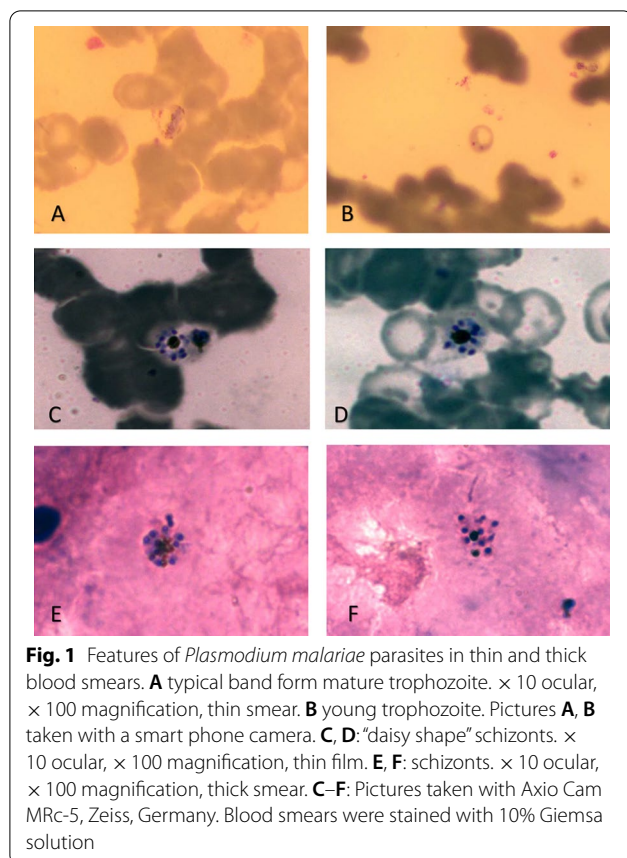 A
B
C
D
E
F
Fig. 1 Features of Plasmodium malariae parasites in thin and thick
blood smears. A typical band form mature trophozoite. × 10 ocular,
× 100 magnification, thin smear. B young trophozoite. Pictures A, B
taken with a smart phone camera. C, D: “daisy shape” schizonts. ×
10 ocular, × 100 magnification, thin film. E, F: schizonts. × 10 ocular,
× 100 magnification, thick smear. C–F: Pictures taken with Axio Cam
MRc-5, Zeiss, Germany. Blood smears were stained with 10% Giemsa
solution